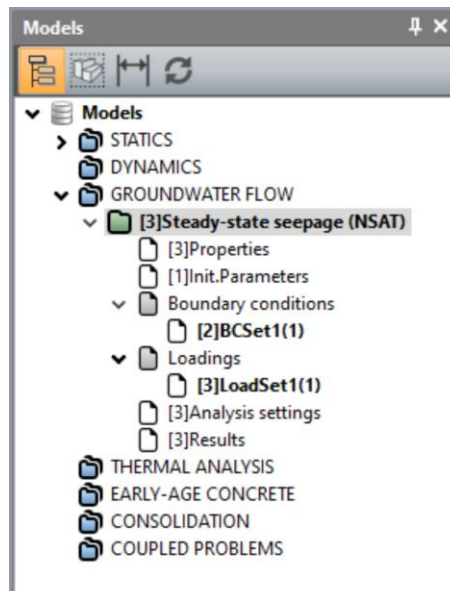 Models
Models
STATICS
DYNAMICS
GROUNDWATER FLOW
[3]Steady-state seepage (NSAT)
[3]Properties
[1]Init.Parameters
Boundary conditions
[2]BCSet1(1)
Loadings
[3]LoadSet1(1)
[3]Analysis settings
[3]Results
THERMAL ANALYSIS
EARLY-AGE CONCRETE
CONSOLIDATION
COUPLED PROBLEMS